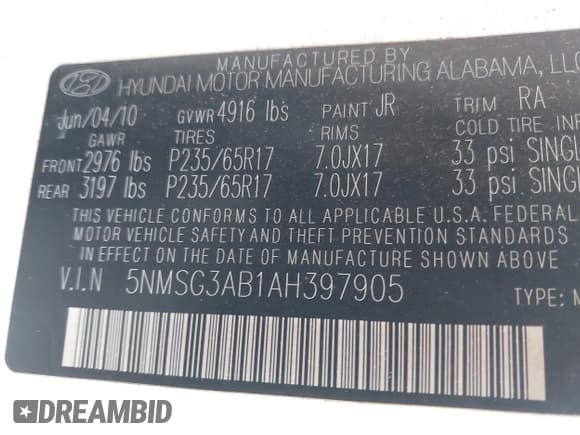 MANUFACTURED BY
HYUNDAI MOTOR MANUFACTURING ALABAMA, LLC
Jun/04/10 GVWR 4916 lbs PAINT JR TRIM RA
GAWR TIRES RIMS COLD TIRE INF
FRONT 2976 lbs P235/65R17 7.0JX17 33 psi SINGL
REAR 3197 lbs P235/65R17 7.0JX17 33 psi SINGL
THIS VEHICLE CONFORMS TO ALL APPLICABLE U.S.A. FEDERAL
MOTOR VEHICLE SAFETY AND THEFT PREVENTION STANDARDS
IN EFFECT ON THE DATE OF MANUFACTURE SHOWN ABOVE.
V.I.N 5NMSG3AB1AH397905 TYPE: M
DREAMBID